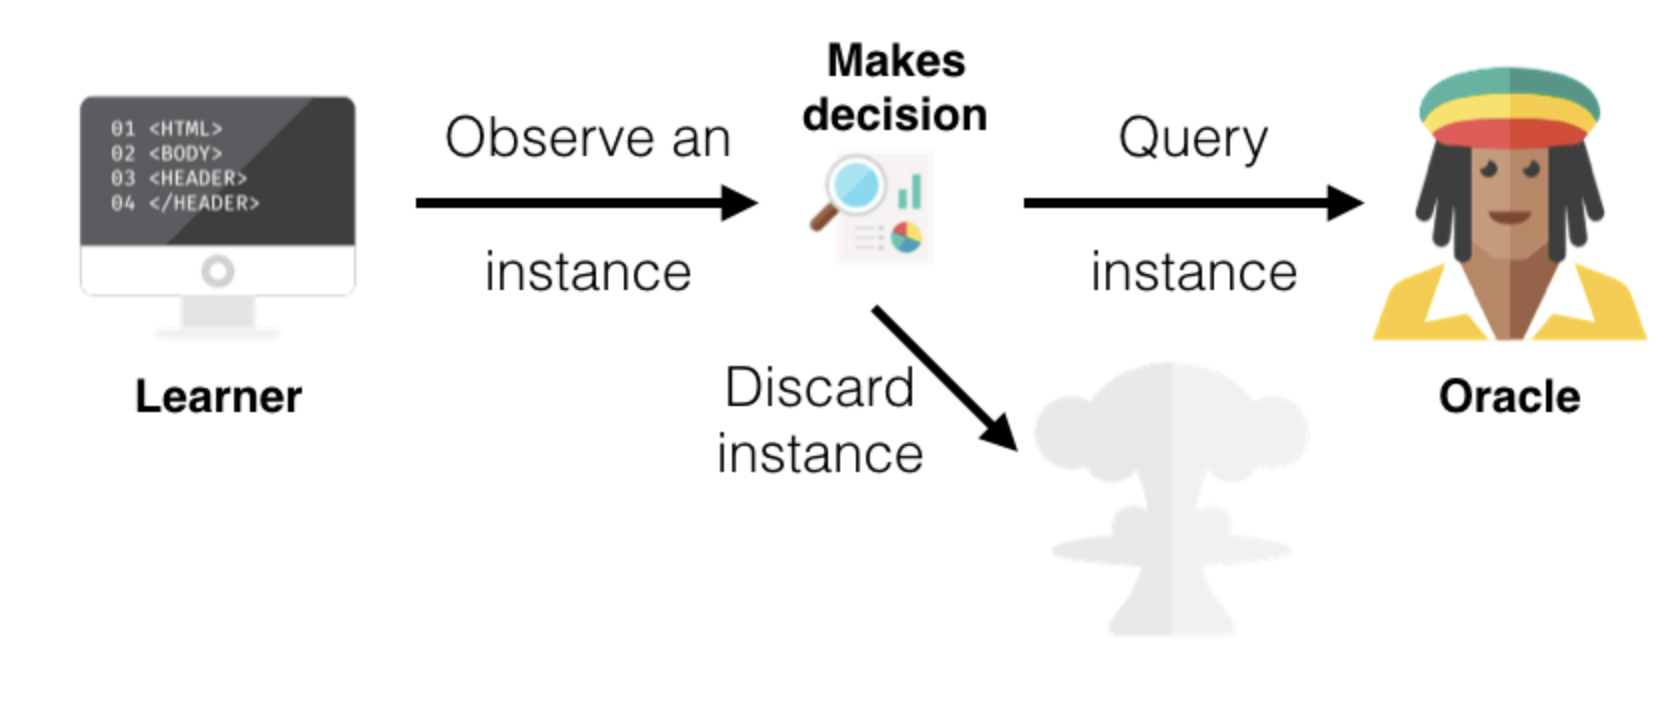 01 <HTML>
02 <BODY>
03 <HEADER>
04 </HEADER>
Learner
Observe an
instance
Makes
decision
Discard
instance
Query
instance
Oracle